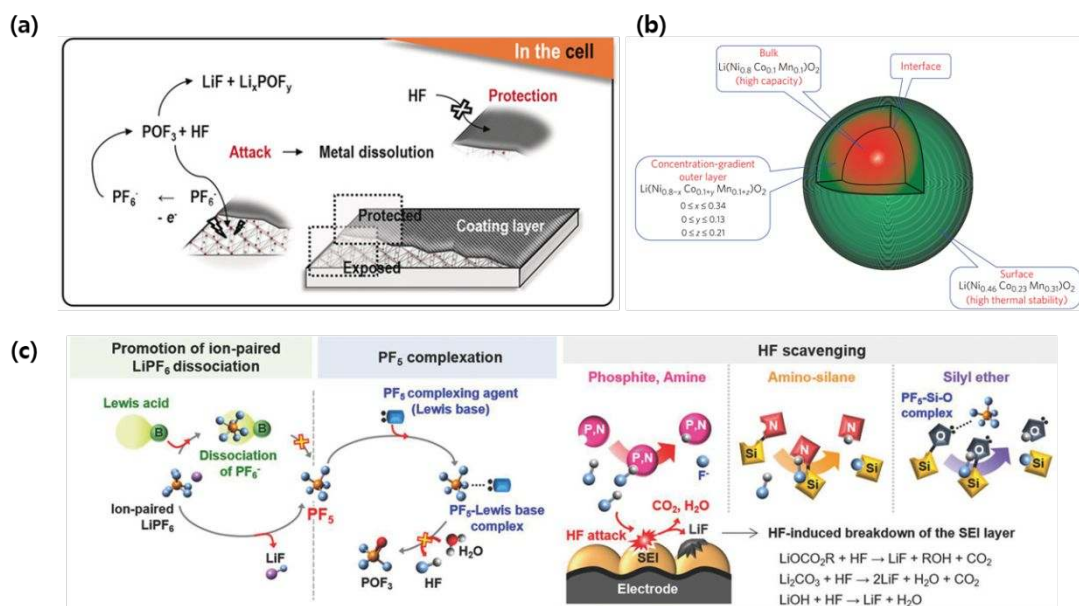 (a)
In the cell
LiF + LiₓPOFᵧ
HF
Protection
POF₃ + HF
Attack → Metal dissolution
PF₆· ← PF₆⁻
- e⁻
Protected
Coating layer
Exposed
(b)
Bulk
Li(Ni₀.₈ Co₀.₁ Mn₀.₁)O₂
(high capacity)
Interface
Concentration-gradient
outer layer
Li(Ni₀.₈₋ₓ Co₀.₁₊ᵧ Mn₀.₁₊z)O₂
0 ≤ x ≤ 0.34
0 ≤ y ≤ 0.13
0 ≤ z ≤ 0.21
Surface
Li(Ni₀.₄₆ Co₀.₂₃ Mn₀.₃₁)O₂
(high thermal stability)
(c)
Promotion of ion-paired
LiPF₆ dissociation
Lewis acid
B
B
Dissociation
of PF₆⁻
Ion-paired
LiPF₆
LiF
PF₅
PF₅ complexation
PF₅ complexing agent
(Lewis base)
PF₅-Lewis base
complex
H₂O
POF₃
HF
HF scavenging
Phosphite, Amine
P,N
P,N
P,N
F⁻
CO₂, H₂O
HF attack
LiF
SEI
Electrode
Amino-silane
N
Si
N
Si
N
Si
Silyl ether
PF₅-Si-O
complex
O
Si
O
Si
O
Si
HF-induced breakdown of the SEI layer
LiOCO₂R + HF → LiF + ROH + CO₂
Li₂CO₃ + HF → 2LiF + H₂O + CO₂
LiOH + HF → LiF + H₂O